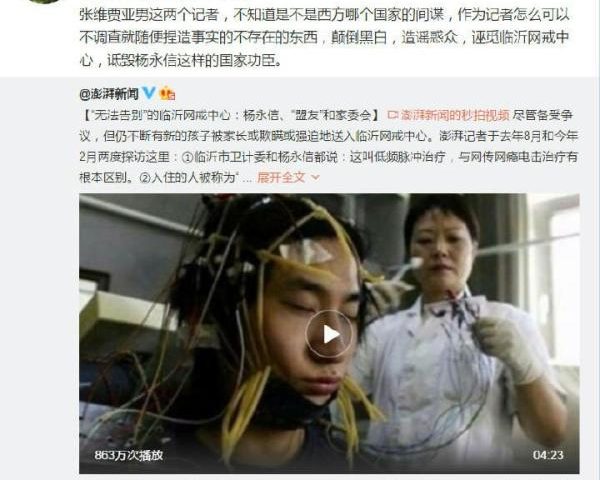 张维贾亚男这两个记者，不知道是不是西方哪个国家的间谍，作为记者怎么可以
不调查就随便捏造事实的不存在的东西，颠倒黑白，造谣惑众，诬觅临沂网戒中
心，诋毁杨永信这样的国家功臣。
@澎湃新闻
【“无法告别”的临沂网戒中心：杨永信、“盟友”和家委会】 澎湃新闻的秒拍视频 尽管备受争
议，但仍不断有新的孩子被家长或欺瞒或强迫地送入临沂网戒中心。澎湃记者于去年8月和今年
2月两度探访这里：①临沂市卫计委和杨永信都说：这叫低频脉冲治疗，与网传网瘾电击治疗有
根本区别。②入住的人被称为“ ... 展开全文
863万次播放
04:23